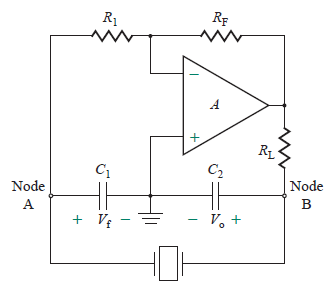 R1 RF
−
A
+
RL
C1 C2
Node A
Node B
+ Vf − − Vo +